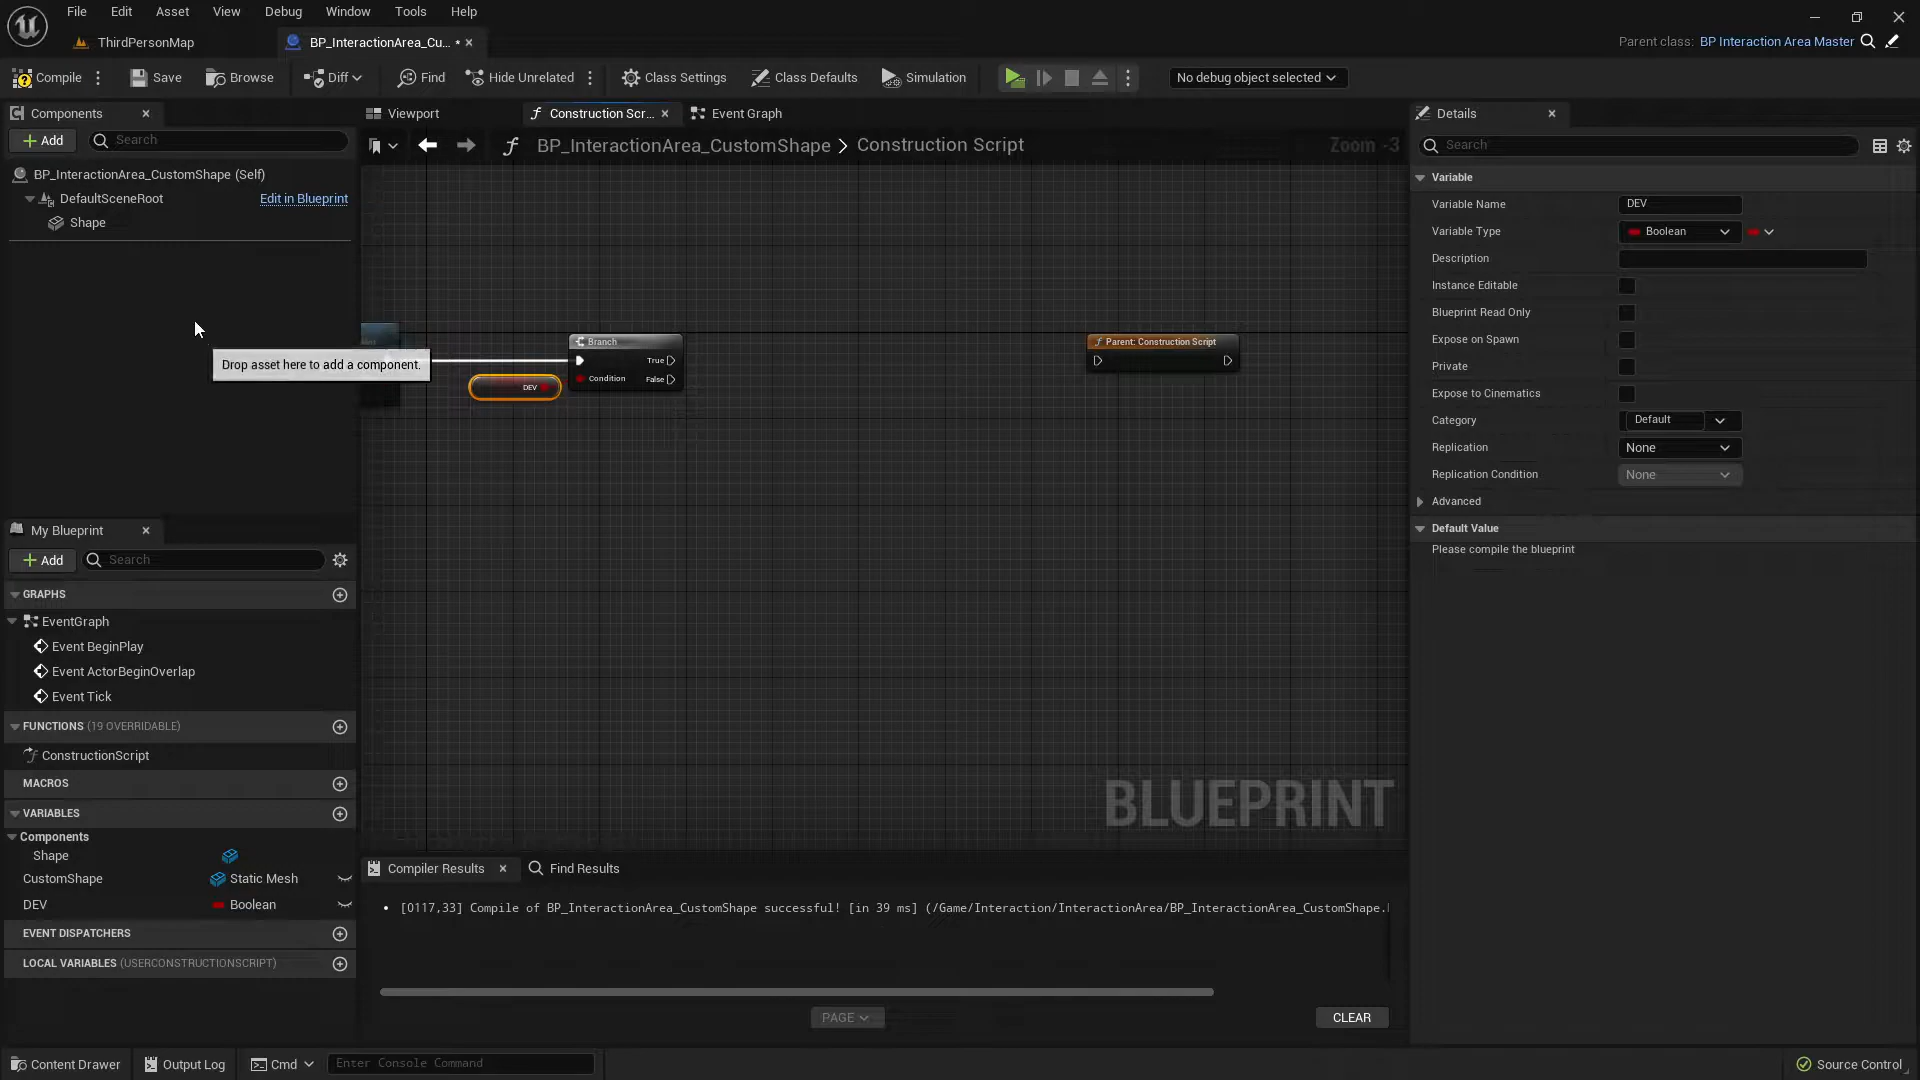 File Edit Asset View Debug Window Tools Help
ThirdPersonMap
BP_InteractionArea_Cu... *
Parent class: BP Interaction Area Master
Compile
Save
Browse
Diff
Find
Hide Unrelated
Class Settings
Class Defaults
Simulation
No debug object selected
Components
Add
Search
BP_InteractionArea_CustomShape (Self)
DefaultSceneRoot
Edit in Blueprint
Shape
Drop asset here to add a component.
Viewport
Construction Scr...
Event Graph
BP_InteractionArea_CustomShape > Construction Script
Zoom -3
Branch
True
Condition
False
DEV
Parent: Construction Script
BLUEPRINT
My Blueprint
Add
Search
GRAPHS
EventGraph
Event BeginPlay
Event ActorBeginOverlap
Event Tick
FUNCTIONS (19 OVERRIDABLE)
ConstructionScript
MACROS
VARIABLES
Components
Shape
CustomShape
Static Mesh
DEV
Boolean
EVENT DISPATCHERS
LOCAL VARIABLES (USERCONSTRUCTIONSCRIPT)
Compiler Results
Find Results
[0117,33] Compile of BP_InteractionArea_CustomShape successful! [in 39 ms] (/Game/Interaction/InteractionArea/BP_InteractionArea_CustomShape.
PAGE
CLEAR
Details
Search
Variable
Variable Name
DEV
Variable Type
Boolean
Description
Instance Editable
Blueprint Read Only
Expose on Spawn
Private
Expose to Cinematics
Category
Default
Replication
None
Replication Condition
None
Advanced
Default Value
Please compile the blueprint
Content Drawer
Output Log
Cmd
Enter Console Command
Source Control